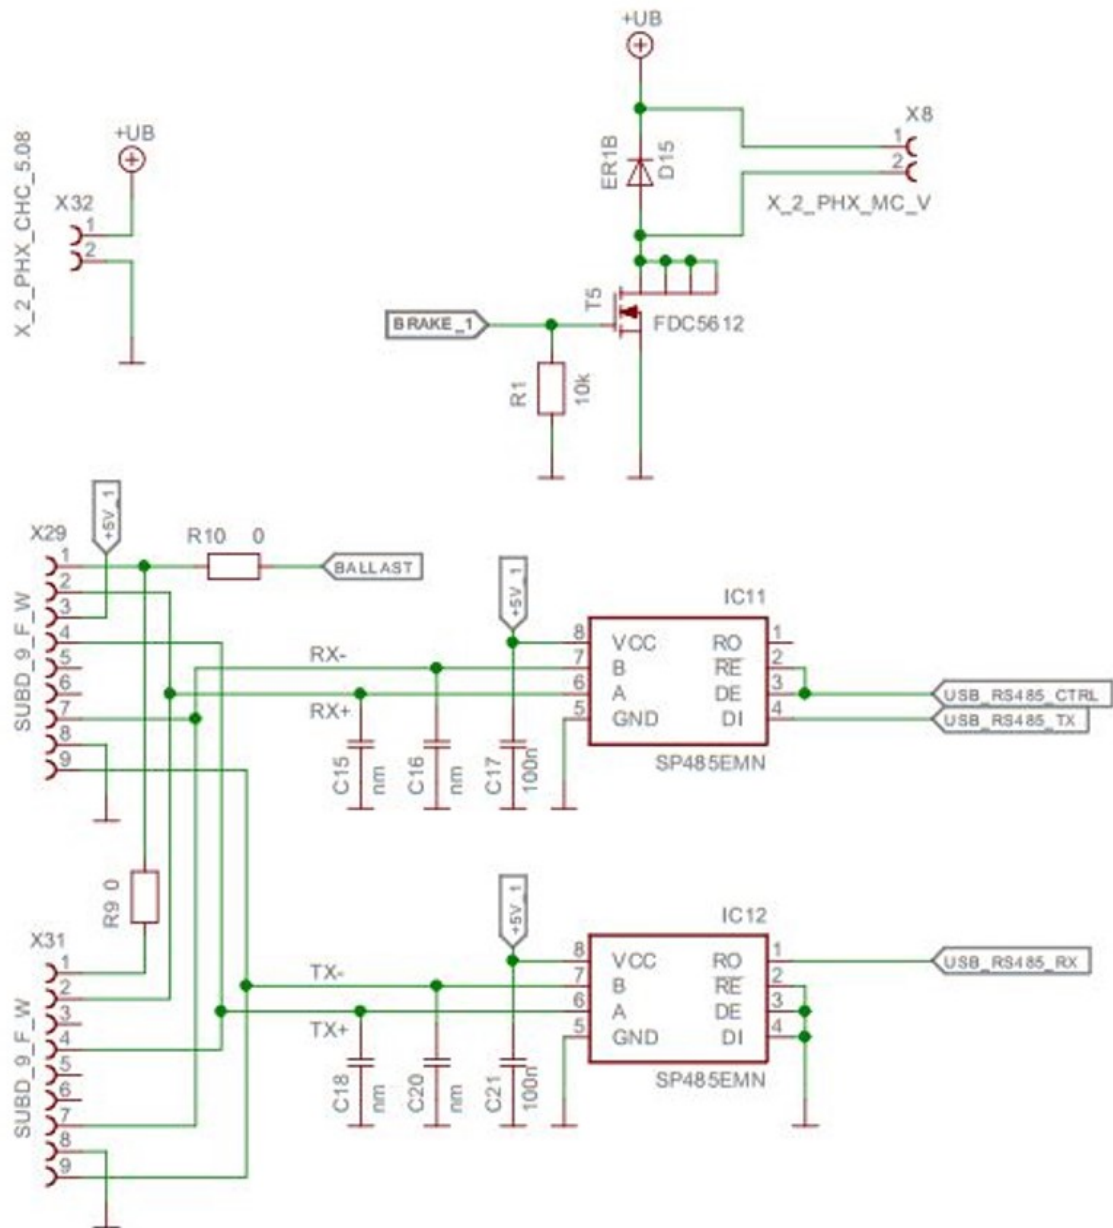 +UB
X8
1
2
X_2_PHX_MC_V
ER1B
D15
+UB
X32
1
2
X_2_PHX_CHC_5.08
T5
FDC5612
BRAKE_1
R1
10k
+5V_1
X29
1
2
3
4
5
6
7
8
9
SUBD_9_F_W
R10 0
BALLAST
RX-
RX+
C15
nm
C16
nm
C17
100n
+5V_1
IC11
8 VCC RO 1
7 B RE 2
6 A DE 3
5 GND DI 4
SP485EMN
USB_RS485_CTRL
USB_RS485_TX
R9 0
X31
1
2
3
4
5
6
7
8
9
SUBD_9_F_W
TX-
TX+
C18
nm
C20
nm
C21
100n
+5V_1
IC12
8 VCC RO 1
7 B RE 2
6 A DE 3
5 GND DI 4
SP485EMN
USB_RS485_RX